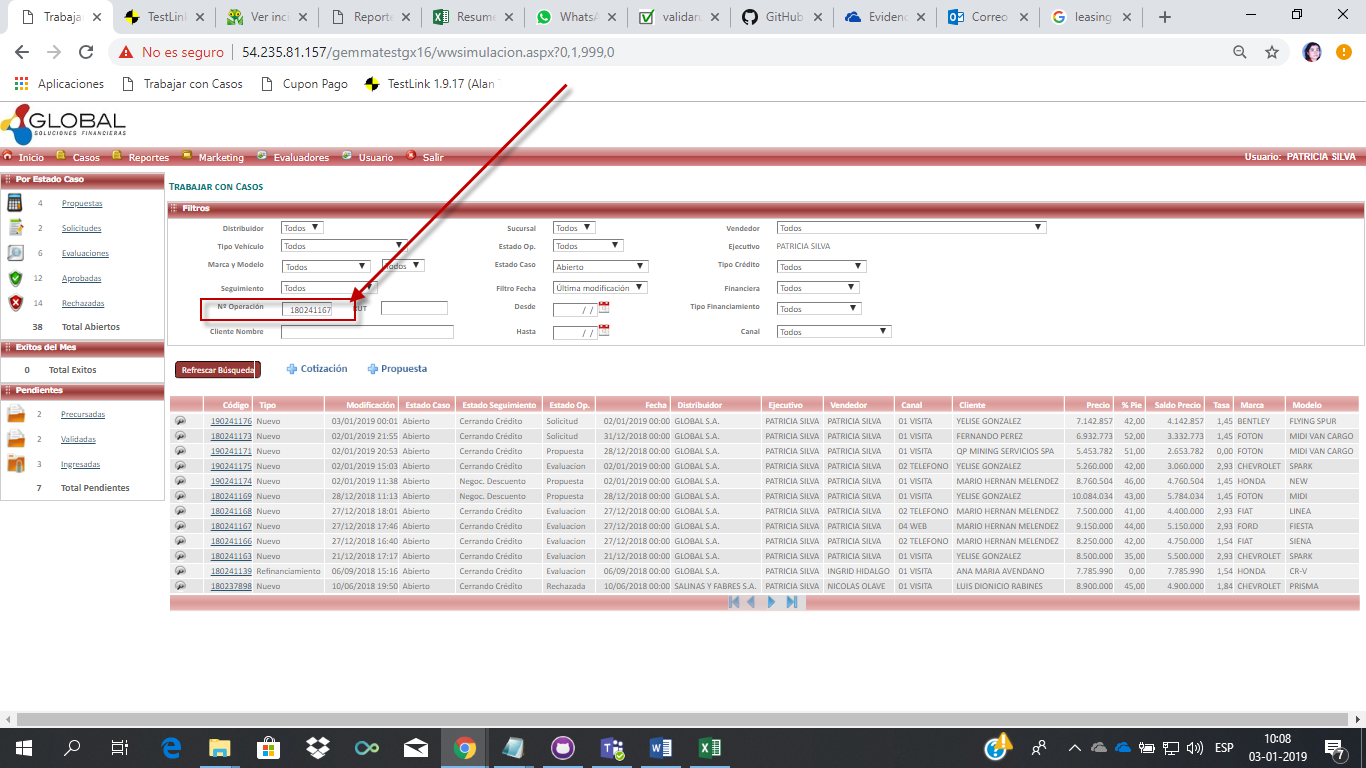 Trabaja
TestLink
Ver inci
Reporte
Resume
WhatsA
validaru
GitHub
Evidenc
Correo
leasing
No es seguro | 54.235.81.157/gemmatestgx16/wwsimulacion.aspx?0,1,999,0
Aplicaciones Trabajar con Casos Cupon Pago TestLink 1.9.17 (Alan
GLOBAL
SOLUCIONES FINANCIERAS
Inicio Casos Reportes Marketing Evaluadores Usuario Salir Usuario: PATRICIA SILVA
Por Estado Caso
4 Propuestas
2 Solicitudes
6 Evaluaciones
12 Aprobadas
14 Rechazadas
38 Total Abiertos
Exitos del Mes
0 Total Exitos
Pendientes
2 Precursadas
2 Validadas
3 Ingresadas
7 Total Pendientes
TRABAJAR CON CASOS
Filtros
Distribuidor Todos Sucursal Todos Vendedor Todos
Tipo Vehículo Todos Estado Op. Todos Ejecutivo PATRICIA SILVA
Marca y Modelo Todos Todos Estado Caso Abierto Tipo Crédito Todos
Seguimiento Todos Filtro Fecha Última modificación Financiera Todos
Nº Operación 180241167 RUT Desde / / Tipo Financiamiento Todos
Cliente Nombre Hasta / / Canal Todos
Refrescar Búsqueda Cotización Propuesta
Código Tipo Modificación Estado Caso Estado Seguimiento Estado Op. Fecha Distribuidor Ejecutivo Vendedor Canal Cliente Precio % Pie Saldo Precio Tasa Marca Modelo
190241176 Nuevo 03/01/2019 00:01 Abierto Cerrando Crédito Solicitud 02/01/2019 00:00 GLOBAL S.A. PATRICIA SILVA PATRICIA SILVA 01 VISITA YELISE GONZALEZ 7.142.857 42,00 4.142.857 1,45 BENTLEY FLYING SPUR
180241173 Nuevo 02/01/2019 21:55 Abierto Cerrando Crédito Solicitud 31/12/2018 00:00 GLOBAL S.A. PATRICIA SILVA PATRICIA SILVA 01 VISITA FERNANDO PEREZ 6.932.773 52,00 3.332.773 1,45 FOTON MIDI VAN CARGO
190241171 Nuevo 02/01/2019 20:53 Abierto Cerrando Crédito Propuesta 28/12/2018 00:00 GLOBAL S.A. PATRICIA SILVA PATRICIA SILVA 01 VISITA QP MINING SERVICIOS SPA 5.453.782 51,00 2.653.782 0,00 FOTON MIDI VAN CARGO
190241175 Nuevo 02/01/2019 15:03 Abierto Cerrando Crédito Evaluacion 02/01/2019 00:00 GLOBAL S.A. PATRICIA SILVA PATRICIA SILVA 02 TELEFONO YELISE GONZALEZ 5.260.000 42,00 3.060.000 2,93 CHEVROLET SPARK
190241174 Nuevo 02/01/2019 11:38 Abierto Negoc. Descuento Propuesta 02/01/2019 00:00 GLOBAL S.A. PATRICIA SILVA PATRICIA SILVA 01 VISITA MARIO HERNAN MELENDEZ 8.760.504 46,00 4.760.504 1,45 HONDA NEW
180241169 Nuevo 28/12/2018 11:13 Abierto Negoc. Descuento Propuesta 28/12/2018 00:00 GLOBAL S.A. PATRICIA SILVA PATRICIA SILVA 01 VISITA YELISE GONZALEZ 10.084.034 43,00 5.784.034 1,45 FOTON MIDI
180241168 Nuevo 27/12/2018 18:01 Abierto Cerrando Crédito Evaluacion 27/12/2018 00:00 GLOBAL S.A. PATRICIA SILVA PATRICIA SILVA 02 TELEFONO MARIO HERNAN MELENDEZ 7.500.000 41,00 4.400.000 2,93 FIAT LINEA
180241167 Nuevo 27/12/2018 17:46 Abierto Cerrando Crédito Evaluacion 27/12/2018 00:00 GLOBAL S.A. PATRICIA SILVA PATRICIA SILVA 04 WEB MARIO HERNAN MELENDEZ 9.150.000 44,00 5.150.000 2,93 FORD FIESTA
180241166 Nuevo 27/12/2018 16:40 Abierto Cerrando Crédito Evaluacion 27/12/2018 00:00 GLOBAL S.A. PATRICIA SILVA PATRICIA SILVA 02 TELEFONO MARIO HERNAN MELENDEZ 8.250.000 42,00 4.750.000 1,54 FIAT SIENA
180241163 Nuevo 21/12/2018 17:17 Abierto Cerrando Crédito Evaluacion 21/12/2018 00:00 GLOBAL S.A. PATRICIA SILVA PATRICIA SILVA 01 VISITA YELISE GONZALEZ 8.500.000 35,00 5.500.000 2,93 CHEVROLET SPARK
180241139 Refinanciamiento 06/09/2018 15:16 Abierto Cerrando Crédito Evaluacion 06/09/2018 00:00 GLOBAL S.A. PATRICIA SILVA INGRID HIDALGO 01 VISITA ANA MARIA AVENDANO 7.785.990 0,00 7.785.990 1,54 HONDA CR-V
180237898 Nuevo 10/06/2018 19:50 Abierto Cerrando Crédito Rechazada 10/06/2018 00:00 SALINAS Y FABRES S.A. PATRICIA SILVA NICOLAS OLAVE 01 VISITA LUIS DIONICIO RABINES 8.900.000 45,00 4.900.000 1,84 CHEVROLET PRISMA
ESP 10:08
03-01-2019
7